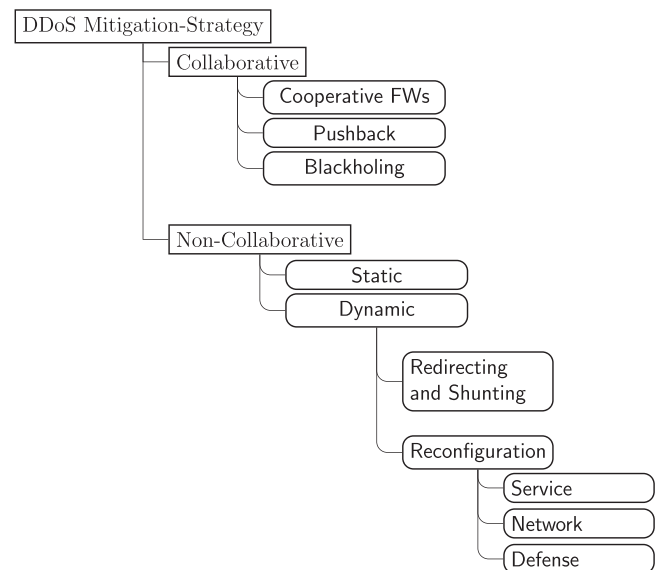 DDoS Mitigation-Strategy
Collaborative
Cooperative FWs
Pushback
Blackholing
Non-Collaborative
Static
Dynamic
Redirecting
and Shunting
Reconfiguration
Service
Network
Defense